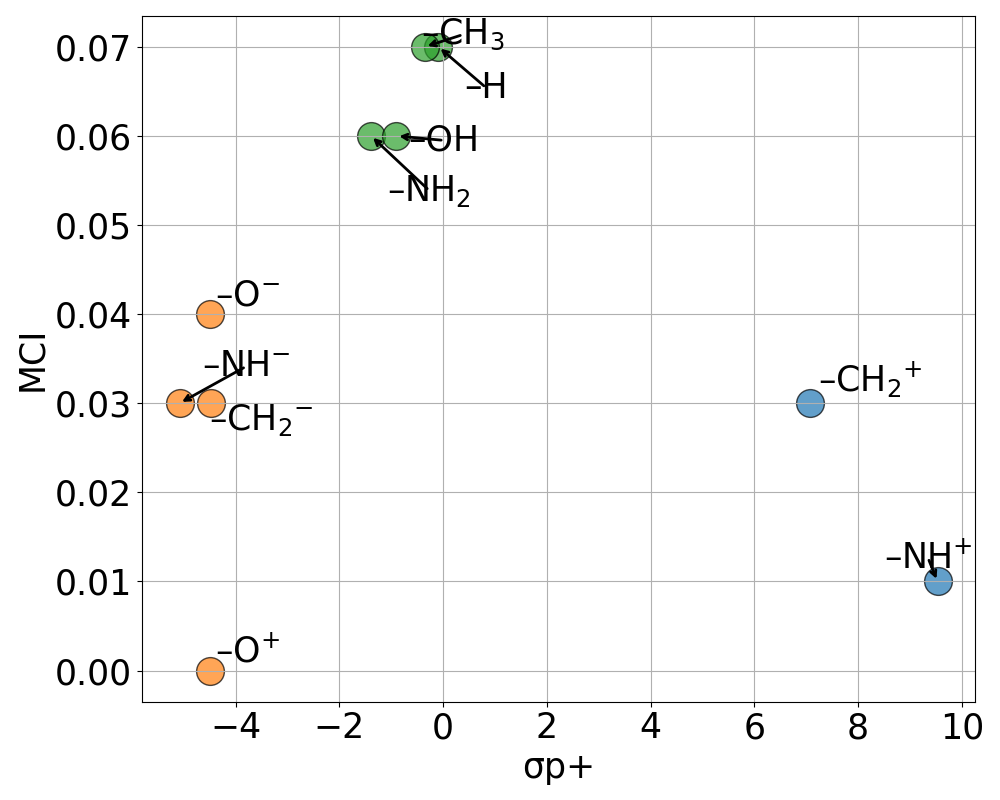 0.07
0.06
0.05
0.04
0.03
0.02
0.01
0.00
MCI
–CH₃
–H
–OH
–NH₂
–O⁻
–NH⁻
–CH₂⁻
–CH₂⁺
–NH⁺
–O⁺
−4 −2 0 2 4 6 8 10
σp+